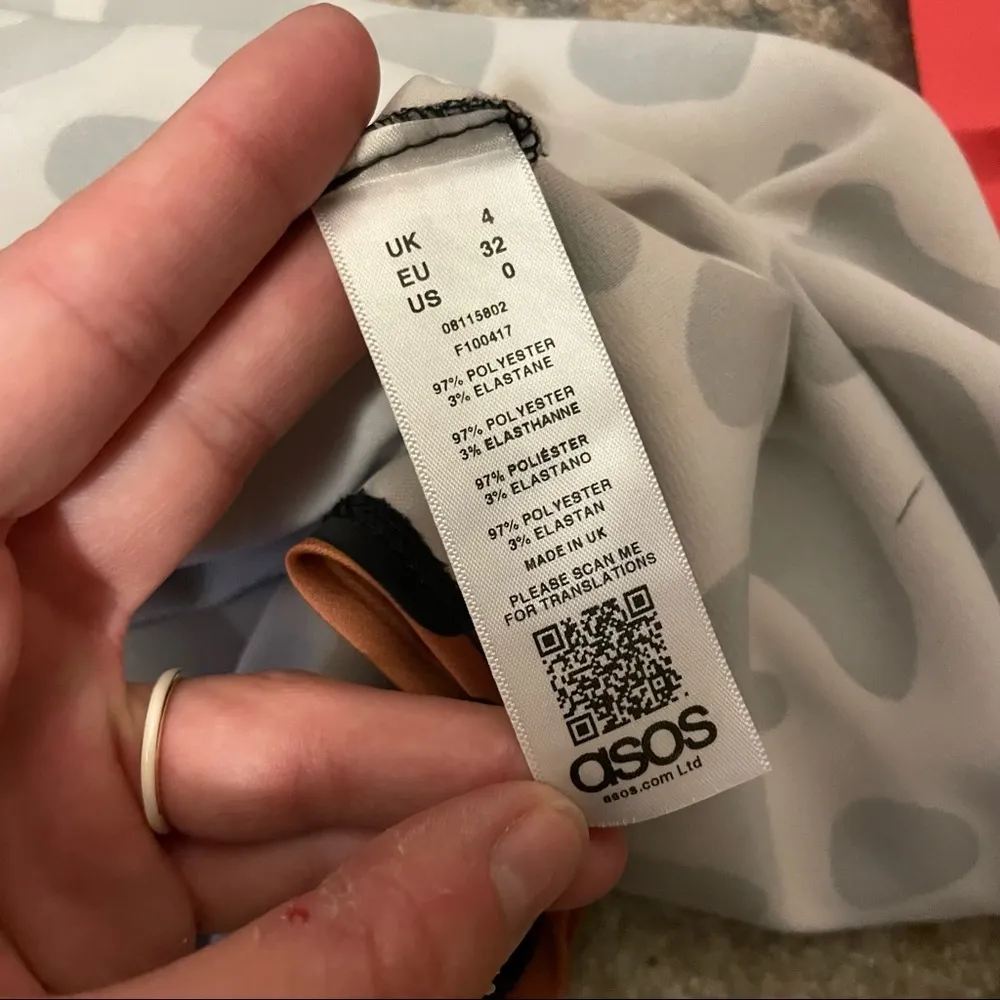 UK 4
EU 32
US 0
08115802
F100417
97% POLYESTER
3% ELASTANE
97% POLYESTER
3% ELASTHANNE
97% POLIÉSTER
3% ELASTANO
97% POLYESTER
3% ELASTAN
MADE IN UK
PLEASE SCAN ME
FOR TRANSLATIONS
asos
asos.com Ltd